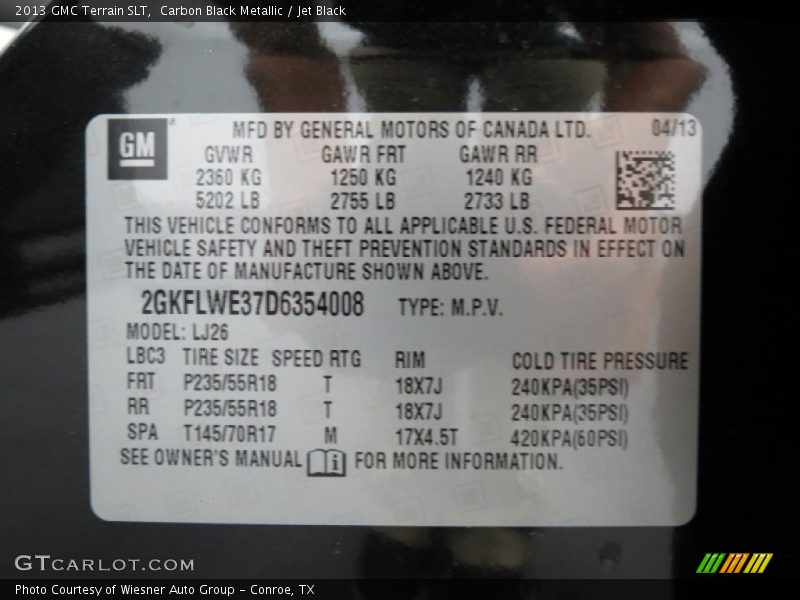 2013 GMC Terrain SLT,  Carbon Black Metallic / Jet Black
GM
MFD BY GENERAL MOTORS OF CANADA LTD. 04/13
GVWR GAWR FRT GAWR RR
2360 KG 1250 KG 1240 KG
5202 LB 2755 LB 2733 LB
THIS VEHICLE CONFORMS TO ALL APPLICABLE U.S. FEDERAL MOTOR
VEHICLE SAFETY AND THEFT PREVENTION STANDARDS IN EFFECT ON
THE DATE OF MANUFACTURE SHOWN ABOVE.
2GKFLWE37D6354008 TYPE: M.P.V.
MODEL: LJ26
LBC3 TIRE SIZE SPEED RTG RIM COLD TIRE PRESSURE
FRT P235/55R18 T 18X7J 240KPA(35PSI)
RR P235/55R18 T 18X7J 240KPA(35PSI)
SPA T145/70R17 M 17X4.5T 420KPA(60PSI)
SEE OWNER'S MANUAL i FOR MORE INFORMATION.
GTCARLOT.COM
Photo Courtesy of Wiesner Auto Group - Conroe, TX